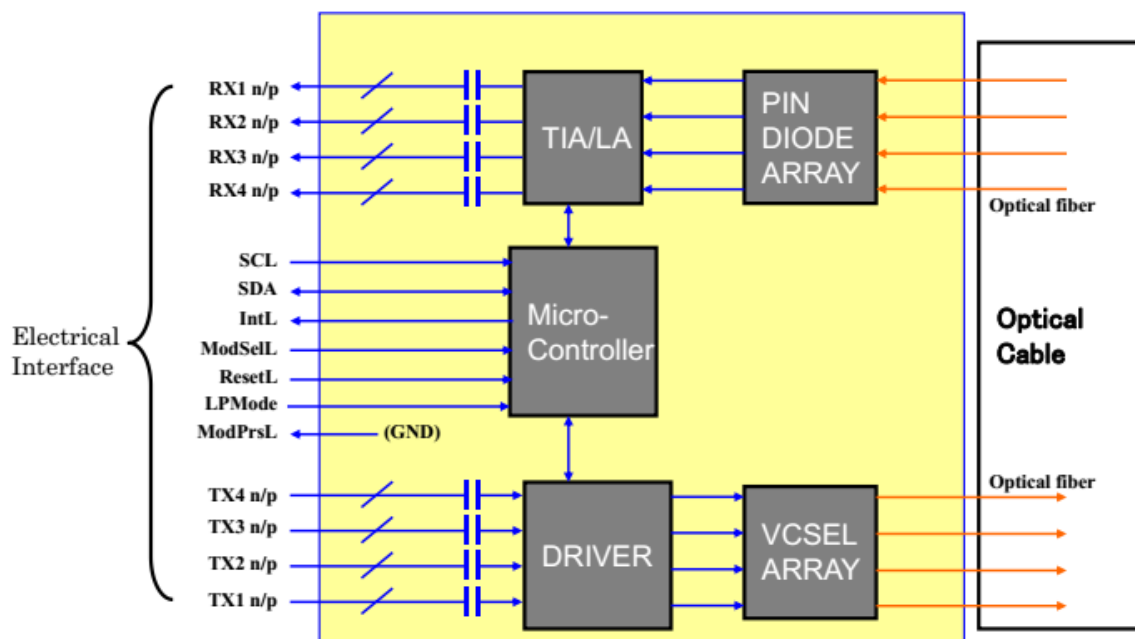 RX1 n/p
RX2 n/p
RX3 n/p
RX4 n/p
TIA/LA
PIN
DIODE
ARRAY
Optical fiber
SCL
SDA
IntL
ModSelL
ResetL
LPMode
ModPrsL
(GND)
Electrical
Interface
Micro-
Controller
Optical
Cable
TX4 n/p
TX3 n/p
TX2 n/p
TX1 n/p
DRIVER
VCSEL
ARRAY
Optical fiber